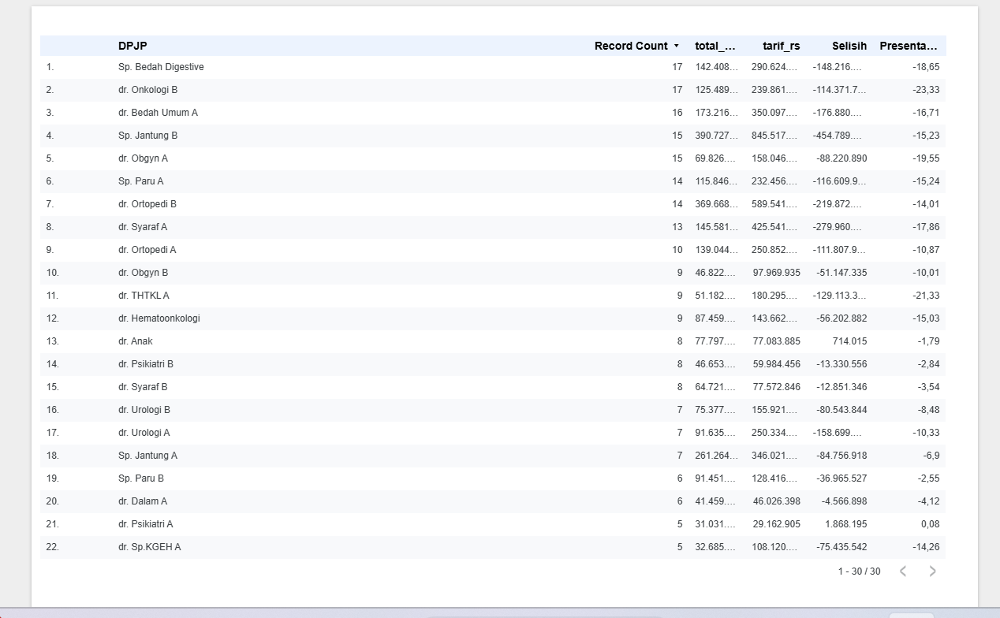 DPJP Record Count total_... tarif_rs Selisih Presenta...
1. Sp. Bedah Digestive 17 142.408... 290.624.... -148.216.... -18,65
2. dr. Onkologi B 17 125.489... 239.861.... -114.371.7... -23,33
3. dr. Bedah Umum A 16 173.216... 350.097.... -176.880.... -16,71
4. Sp. Jantung B 15 390.727... 845.517.... -454.789.... -15,23
5. dr. Obgyn A 15 69.826.... 158.046.... -88.220.890 -19,55
6. Sp. Paru A 14 115.846... 232.456.... -116.609.9... -15,24
7. dr. Ortopedi B 14 369.668... 589.541.... -219.872.... -14,01
8. dr. Syaraf A 13 145.581... 425.541.... -279.960.... -17,86
9. dr. Ortopedi A 10 139.044... 250.852.... -111.807.9... -10,87
10. dr. Obgyn B 9 46.822.... 97.969.935 -51.147.335 -10,01
11. dr. THTKL A 9 51.182.... 180.295.... -129.113.3... -21,33
12. dr. Hematoonkologi 9 87.459.... 143.662.... -56.202.882 -15,03
13. dr. Anak 8 77.797.... 77.083.885 714.015 -1,79
14. dr. Psikiatri B 8 46.653.... 59.984.456 -13.330.556 -2,84
15. dr. Syaraf B 8 64.721.... 77.572.846 -12.851.346 -3,54
16. dr. Urologi B 7 75.377.... 155.921.... -80.543.844 -8,48
17. dr. Urologi A 7 91.635.... 250.334.... -158.699.... -10,33
18. Sp. Jantung A 7 261.264... 346.021.... -84.756.918 -6,9
19. Sp. Paru B 6 91.451.... 128.416.... -36.965.527 -2,55
20. dr. Dalam A 6 41.459.... 46.026.398 -4.566.898 -4,12
21. dr. Psikiatri A 5 31.031.... 29.162.905 1.868.195 0,08
22. dr. Sp.KGEH A 5 32.685.... 108.120.... -75.435.542 -14,26
1 - 30 / 30